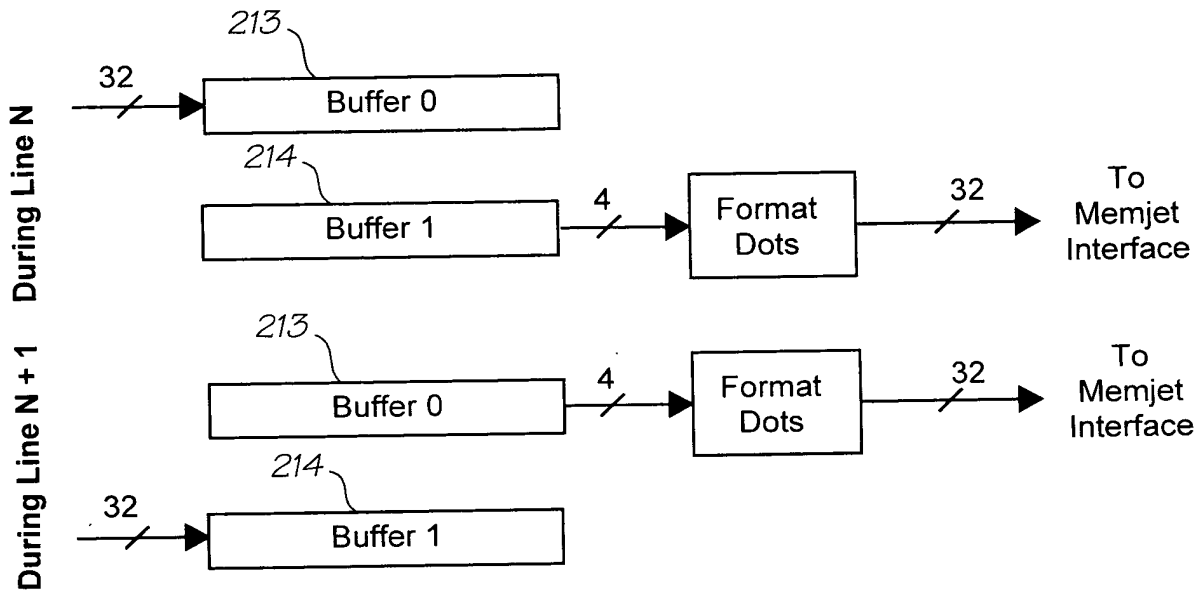 During Line N
213
32
Buffer 0
214
Buffer 1
4
Format
Dots
32
To
Memjet
Interface
During Line N + 1
213
Buffer 0
4
Format
Dots
32
To
Memjet
Interface
214
32
Buffer 1